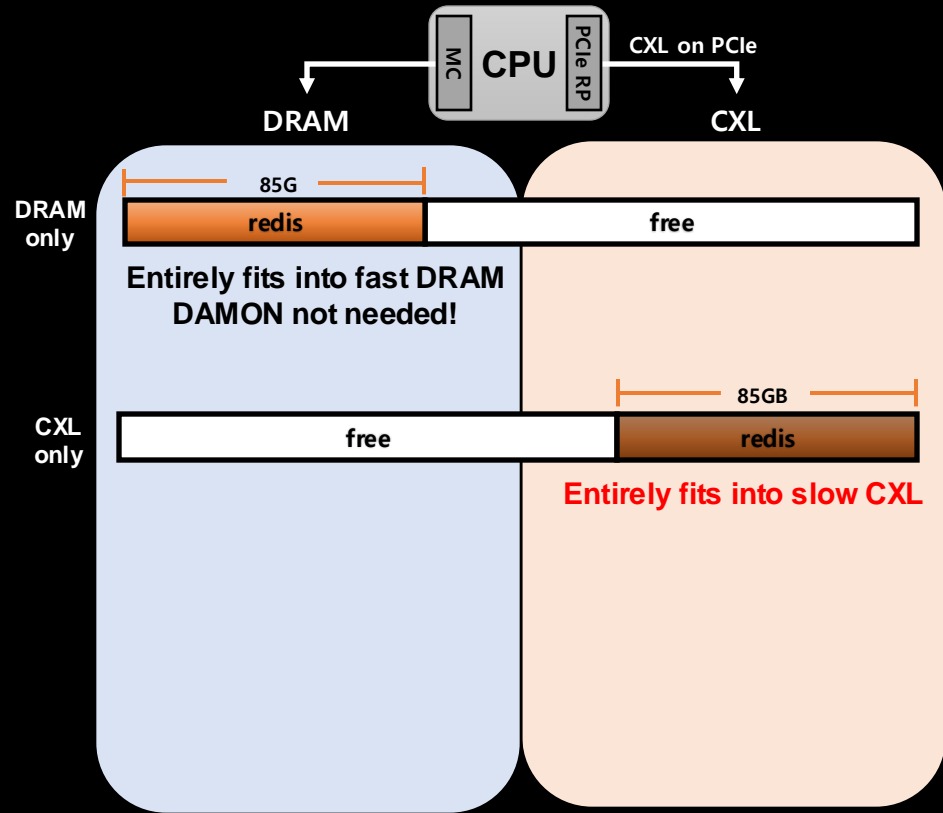 MC
CPU
PCIe RP
CXL on PCIe
DRAM
CXL
85G
DRAM
only
redis
free
Entirely fits into fast DRAM
DAMON not needed!
85GB
CXL
only
free
redis
Entirely fits into slow CXL